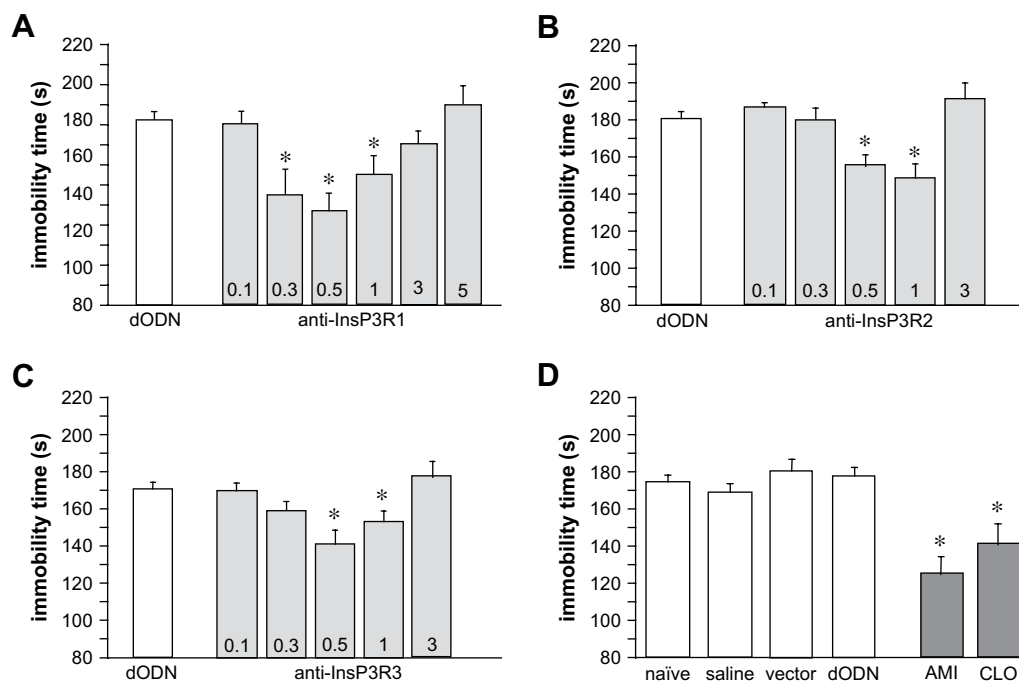 A
220
200
180
160
140
120
100
80
immobility time (s)
* * *
0.1 0.3 0.5 1 3 5
dODN anti-InsP3R1
B
220
200
180
160
140
120
100
80
immobility time (s)
* *
0.1 0.3 0.5 1 3
dODN anti-InsP3R2
C
220
200
180
160
140
120
100
80
immobility time (s)
* *
0.1 0.3 0.5 1 3
dODN anti-InsP3R3
D
220
200
180
160
140
120
100
80
immobility time (s)
* *
naïve saline vector dODN AMI CLO